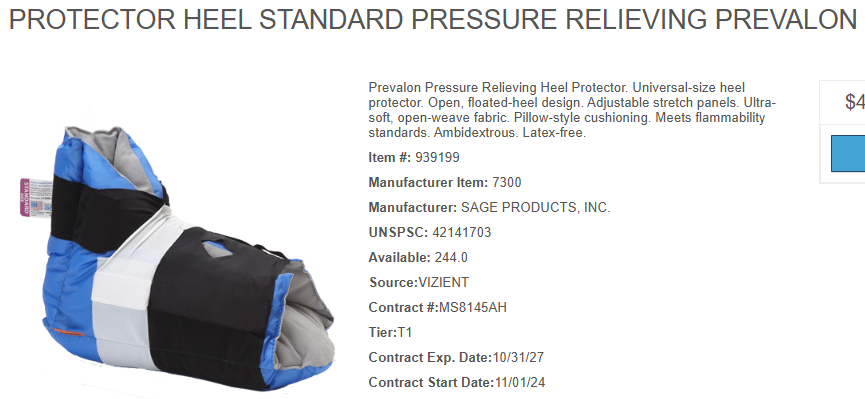 PROTECTOR HEEL STANDARD PRESSURE RELIEVING PREVALON
Prevalon Pressure Relieving Heel Protector. Universal-size heel
protector. Open, floated-heel design. Adjustable stretch panels. Ultra-
soft, open-weave fabric. Pillow-style cushioning. Meets flammability
standards. Ambidextrous. Latex-free.
$4
Item #: 939199
Manufacturer Item: 7300
Manufacturer: SAGE PRODUCTS, INC.
UNSPSC: 42141703
Available: 244.0
Source:VIZIENT
Contract #:MS8145AH
Tier:T1
Contract Exp. Date:10/31/27
Contract Start Date:11/01/24
STANDARD